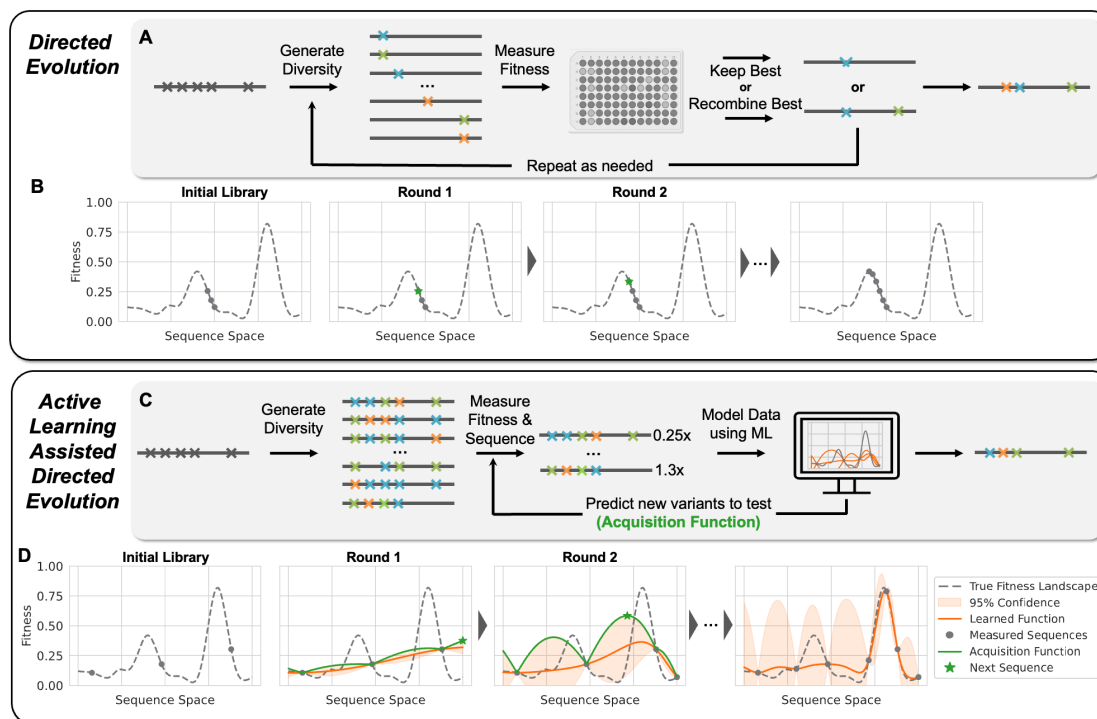 Directed
Evolution
A
Generate
Diversity
...
Measure
Fitness
Keep Best
or
Recombine Best
or
Repeat as needed
B
Initial Library
Round 1
Round 2
1.00
0.75
0.50
0.25
0.00
Fitness
...
Sequence Space
Sequence Space
Sequence Space
Sequence Space
Active
Learning
Assisted
Directed
Evolution
C
Generate
Diversity
...
Measure
Fitness &
Sequence
0.25x
...
1.3x
Model Data
using ML
Predict new variants to test
(Acquisition Function)
D
Initial Library
Round 1
Round 2
1.00
0.75
0.50
0.25
0.00
Fitness
...
Sequence Space
Sequence Space
Sequence Space
Sequence Space
True Fitness Landscape
95% Confidence
Learned Function
Measured Sequences
Acquisition Function
Next Sequence